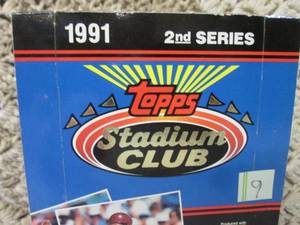 1991 2nd SERIES
Topps
Stadium
CLUB
9